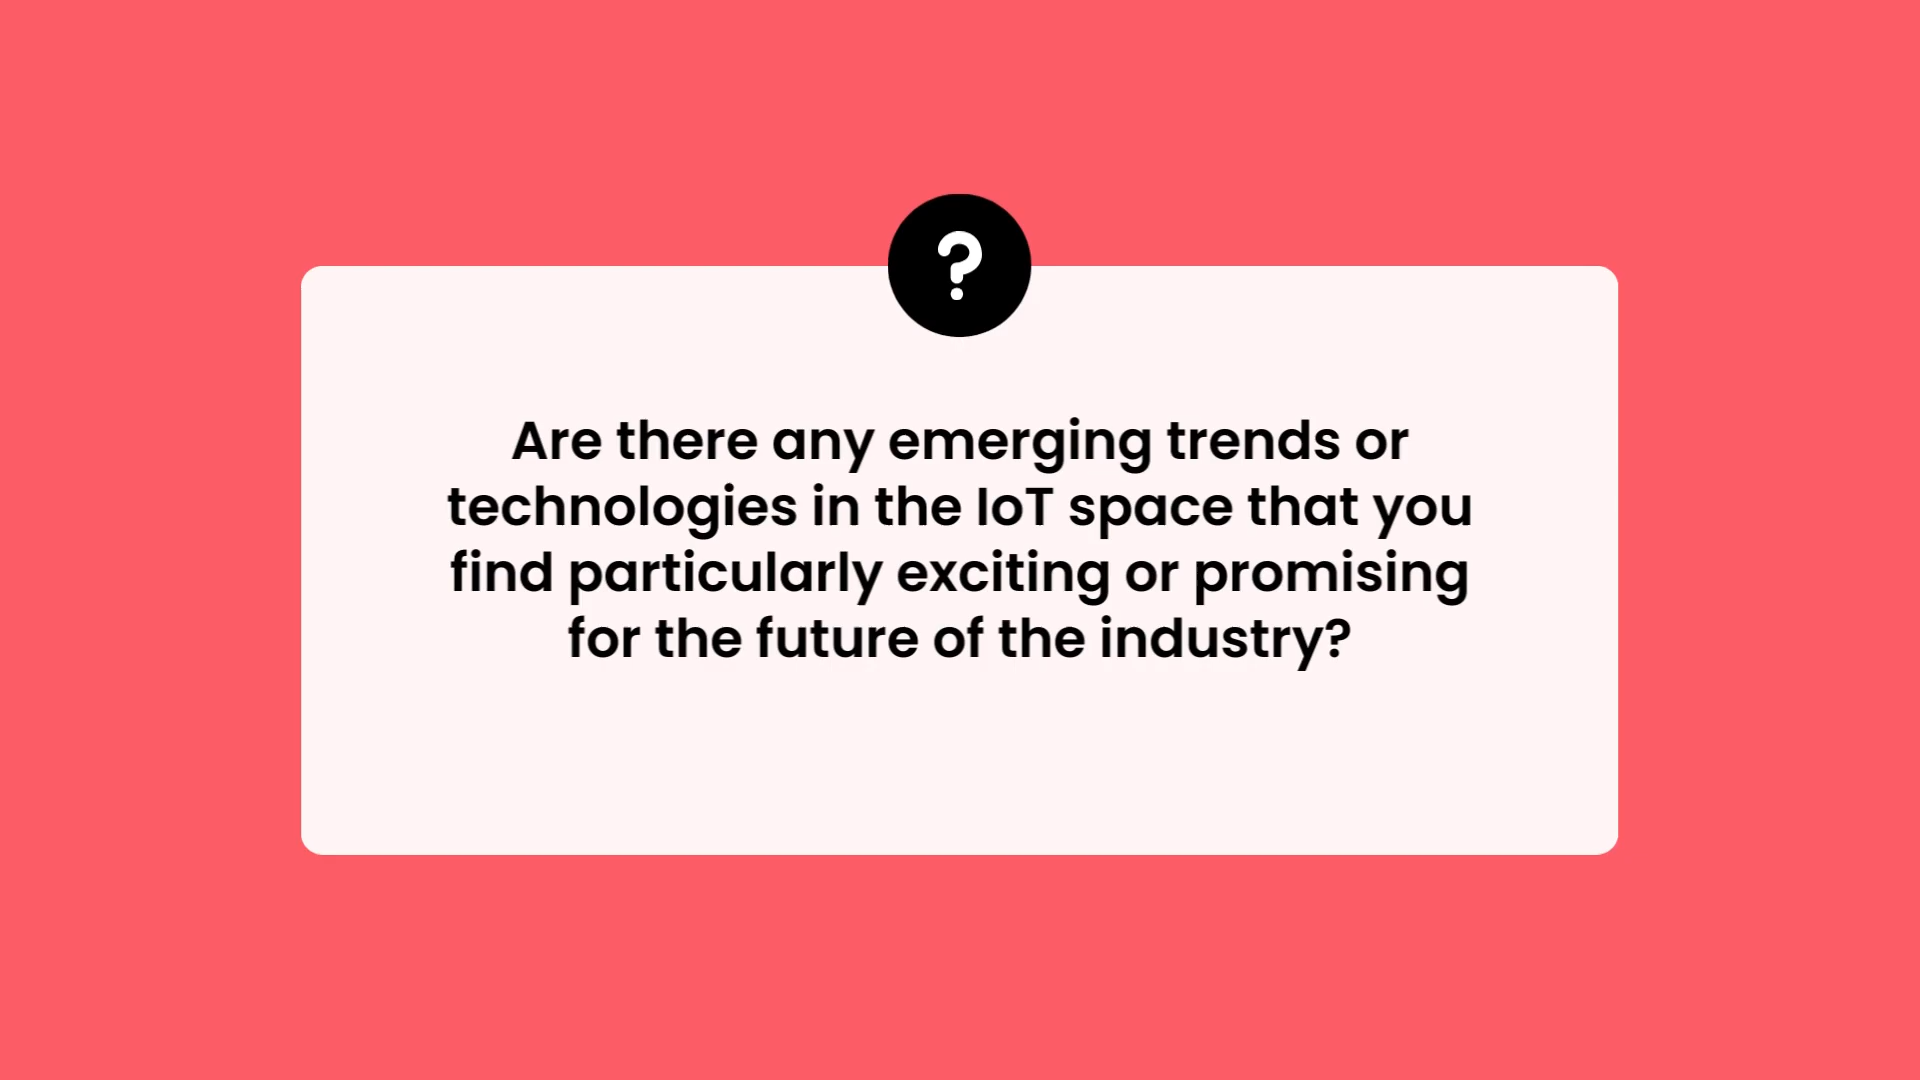 ?
Are there any emerging trends or
technologies in the IoT space that you
find particularly exciting or promising
for the future of the industry?